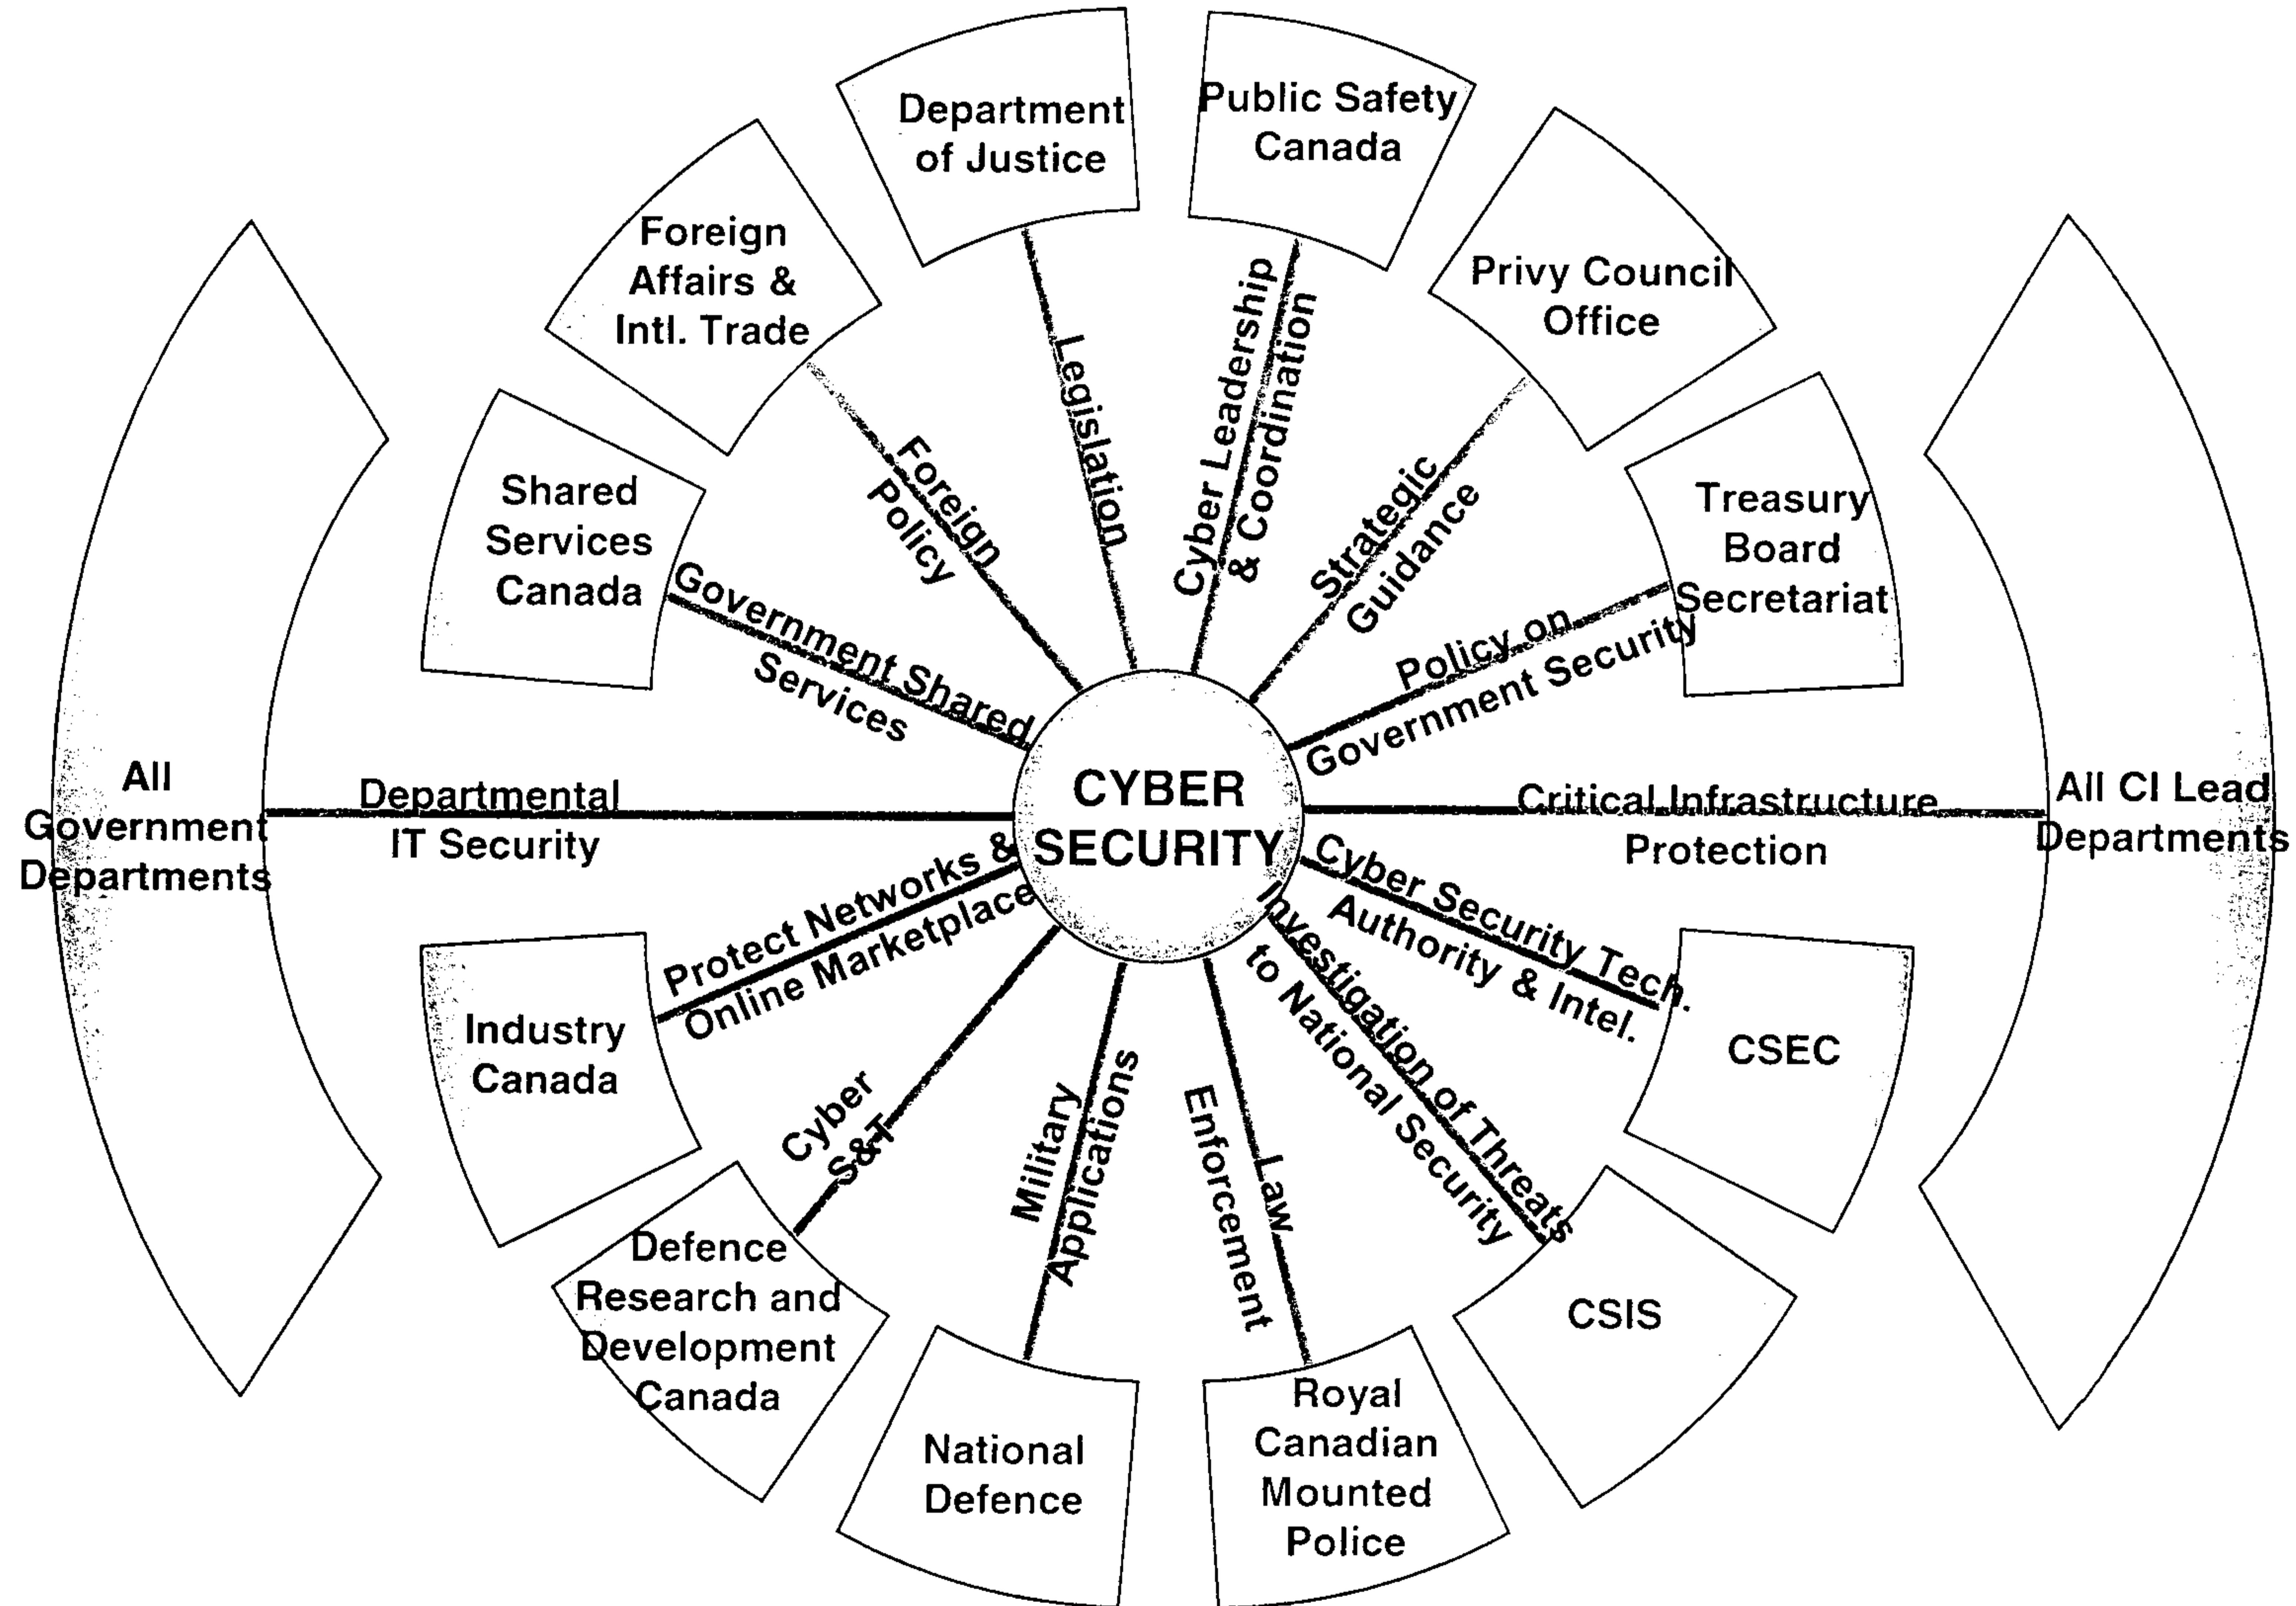 Department
of Justice
Public Safety
Canada
Privy Council
Office
Treasury
Board
Secretariat
All CI Lead
Departments
CSEC
CSIS
Royal
Canadian
Mounted
Police
National
Defence
Defence
Research and
Development
Canada
Industry
Canada
All
Government
Departments
Shared
Services
Canada
Foreign
Affairs &
Intl. Trade
Legislation
Cyber Leadership
& Coordination
Strategic
Guidance
Policy on
Government Security
Critical Infrastructure
Protection
Cyber Security Tech.
Authority & Intel.
Investigation of Threats
to National Security
Law
Enforcement
Military
Applications
Cyber
S&T
Protect Networks &
Online Marketplace
Departmental
IT Security
Government Shared
Services
Foreign
Policy
CYBER
SECURITY